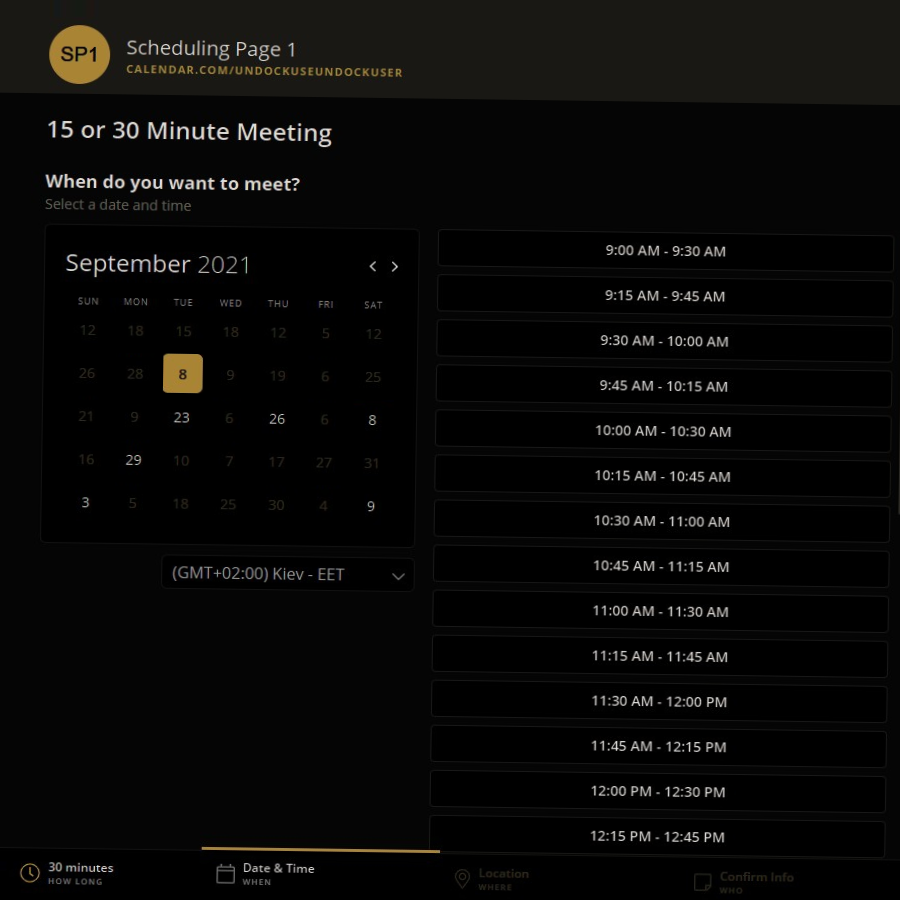 SP1
Scheduling Page 1
CALENDAR.COM/UNDOCKUSEUNDOCKUSER
15 or 30 Minute Meeting
When do you want to meet?
Select a date and time
September 2021
SUN MON TUE WED THU FRI SAT
12 18 15 18 12 5 12
26 28 8 9 19 6 25
21 9 23 6 26 6 8
16 29 10 7 17 27 31
3 5 18 25 30 4 9
(GMT+02:00) Kiev - EET
9:00 AM - 9:30 AM
9:15 AM - 9:45 AM
9:30 AM - 10:00 AM
9:45 AM - 10:15 AM
10:00 AM - 10:30 AM
10:15 AM - 10:45 AM
10:30 AM - 11:00 AM
10:45 AM - 11:15 AM
11:00 AM - 11:30 AM
11:15 AM - 11:45 AM
11:30 AM - 12:00 PM
11:45 AM - 12:15 PM
12:00 PM - 12:30 PM
12:15 PM - 12:45 PM
30 minutes
HOW LONG
Date & Time
WHEN
Location
WHERE
Confirm Info
WHO